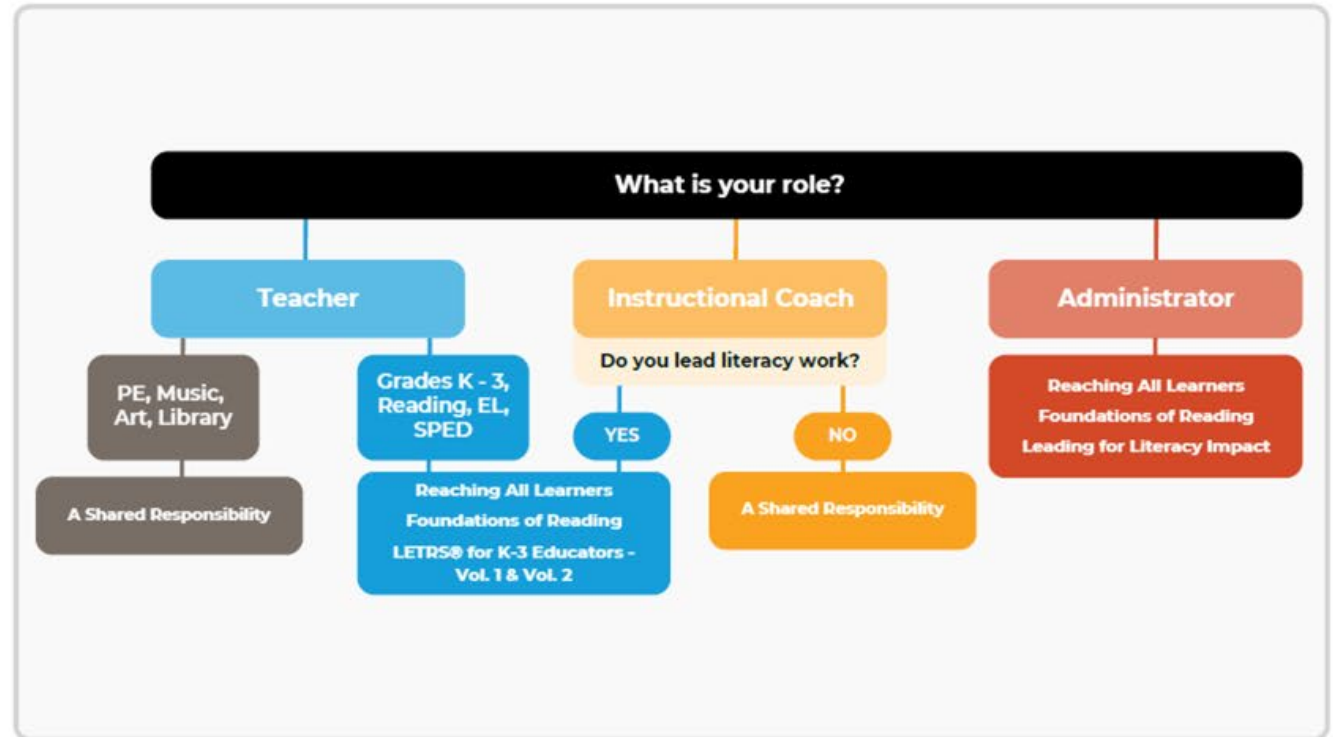 What is your role?
Teacher
Instructional Coach
Administrator
Do you lead literacy work?
PE, Music,
Art, Library
Grades K - 3,
Reading, EL,
SPED
YES
NO
Reaching All Learners
Foundations of Reading
Leading for Literacy Impact
A Shared Responsibility
Reaching All Learners
Foundations of Reading
LETRS® for K-3 Educators -
Vol. 1 & Vol. 2
A Shared Responsibility